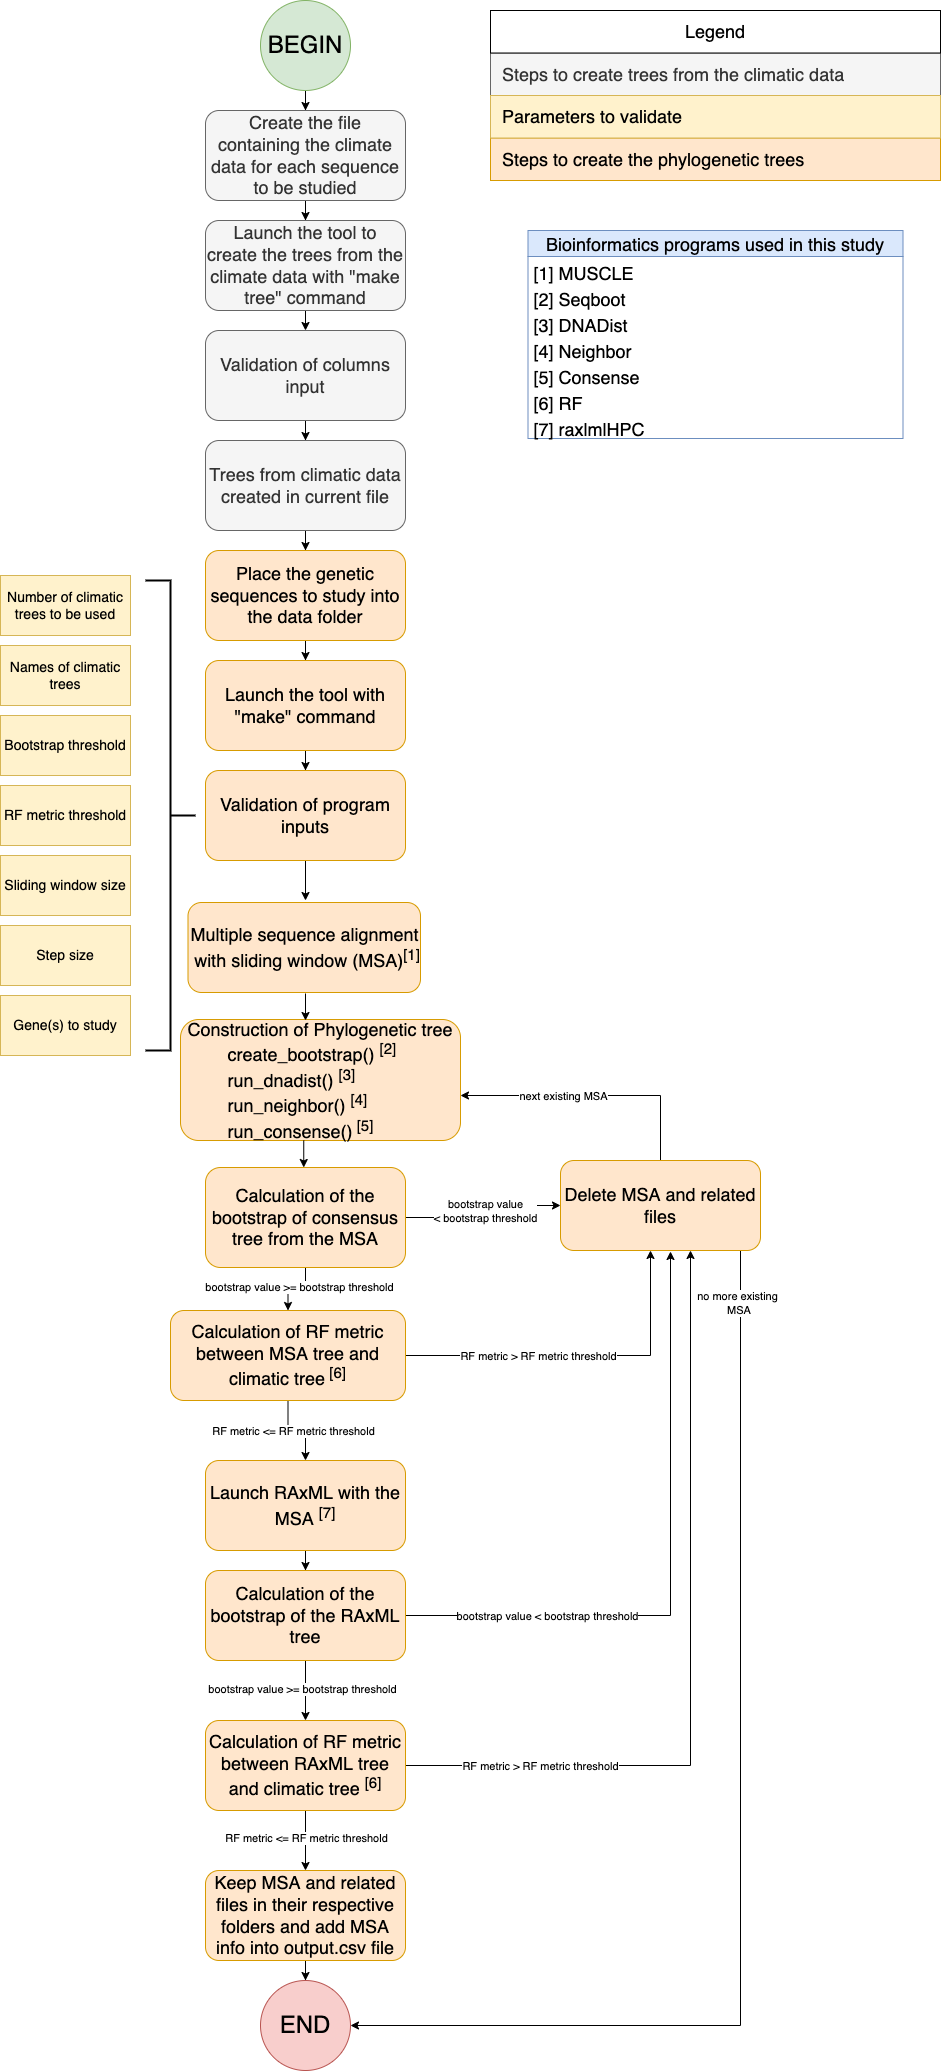 BEGIN
Legend
Steps to create trees from the climatic data
Parameters to validate
Steps to create the phylogenetic trees
Create the file
containing the climate
data for each sequence
to be studied
Launch the tool to
create the trees from the
climate data with "make
tree" command
Bioinformatics programs used in this study
[1] MUSCLE
[2] Seqboot
[3] DNADist
[4] Neighbor
[5] Consense
[6] RF
[7] raxlmlHPC
Validation of columns
input
Trees from climatic data
created in current file
Place the genetic
sequences to study into
the data folder
Launch the tool with
"make" command
Validation of program
inputs
Number of climatic
trees to be used
Names of climatic
trees
Bootstrap threshold
RF metric threshold
Sliding window size
Step size
Gene(s) to study
Multiple sequence alignment
with sliding window (MSA)[1]
Construction of Phylogenetic tree
create_bootstrap() [2]
run_dnadist() [3]
run_neighbor() [4]
run_consense() [5]
next existing MSA
Delete MSA and related
files
Calculation of the
bootstrap of consensus
tree from the MSA
bootstrap value
< bootstrap threshold
bootstrap value >= bootstrap threshold
no more existing
MSA
Calculation of RF metric
between MSA tree and
climatic tree [6]
RF metric > RF metric threshold
RF metric <= RF metric threshold
Launch RAxML with the
MSA [7]
Calculation of the
bootstrap of the RAxML
tree
bootstrap value < bootstrap threshold
bootstrap value >= bootstrap threshold
Calculation of RF metric
between RAxML tree
and climatic tree [6]
RF metric > RF metric threshold
RF metric <= RF metric threshold
Keep MSA and related
files in their respective
folders and add MSA
info into output.csv file
END